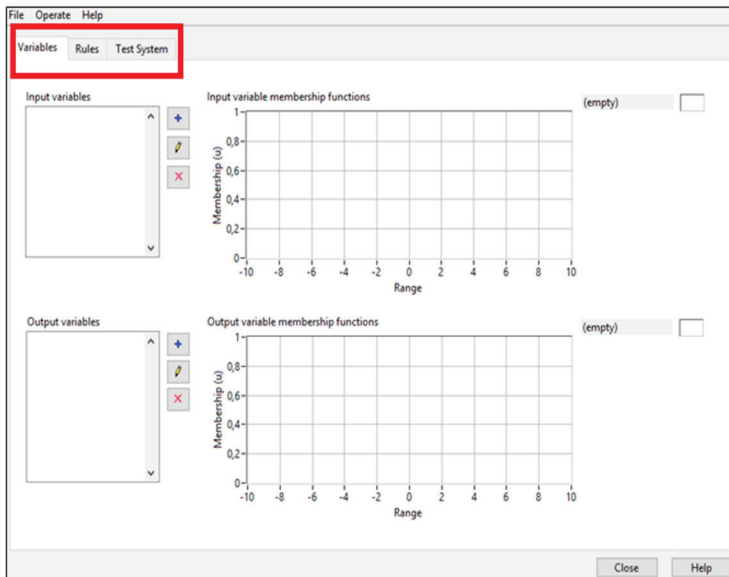 File Operate Help
Variables Rules Test System
Input variables
Input variable membership functions
(empty)
Membership (u)
1
0,8
0,6
0,4
0,2
0
-10 -8 -6 -4 -2 0 2 4 6 8 10
Range
Output variables
Output variable membership functions
(empty)
Membership (u)
1
0,8
0,6
0,4
0,2
0
-10 -8 -6 -4 -2 0 2 4 6 8 10
Range
Close Help